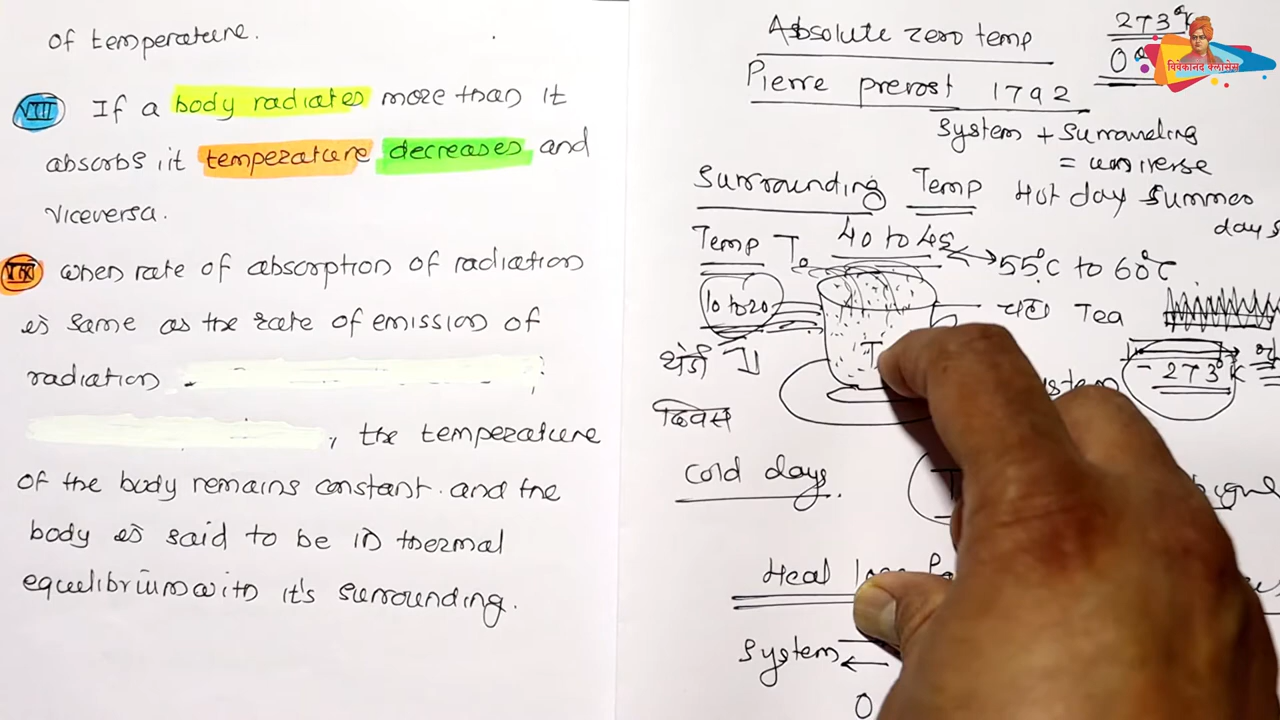 of temperature.
VIII If a body radiates more than it
absorbs, it temperature decreases and
viceversa.
when rate of absorption of radiation
is same as the rate of emission of
radiation
, the temperature
of the body remains constant. and the
body is said to be in thermal
equilibrium with it's surrounding.
Absolute zero temp
273°K
0°
विवेकानंद क्लासेस
Pierre prevost 1792
System + Surrounding
= universe
Surrounding Temp Hot day Summer
days
Temp T₀ 40 to 45 55°C to 60°C
10 to 20 चहा Tea
थंडी T
-273°K
दिवस
Cold days.
Heat
System
0